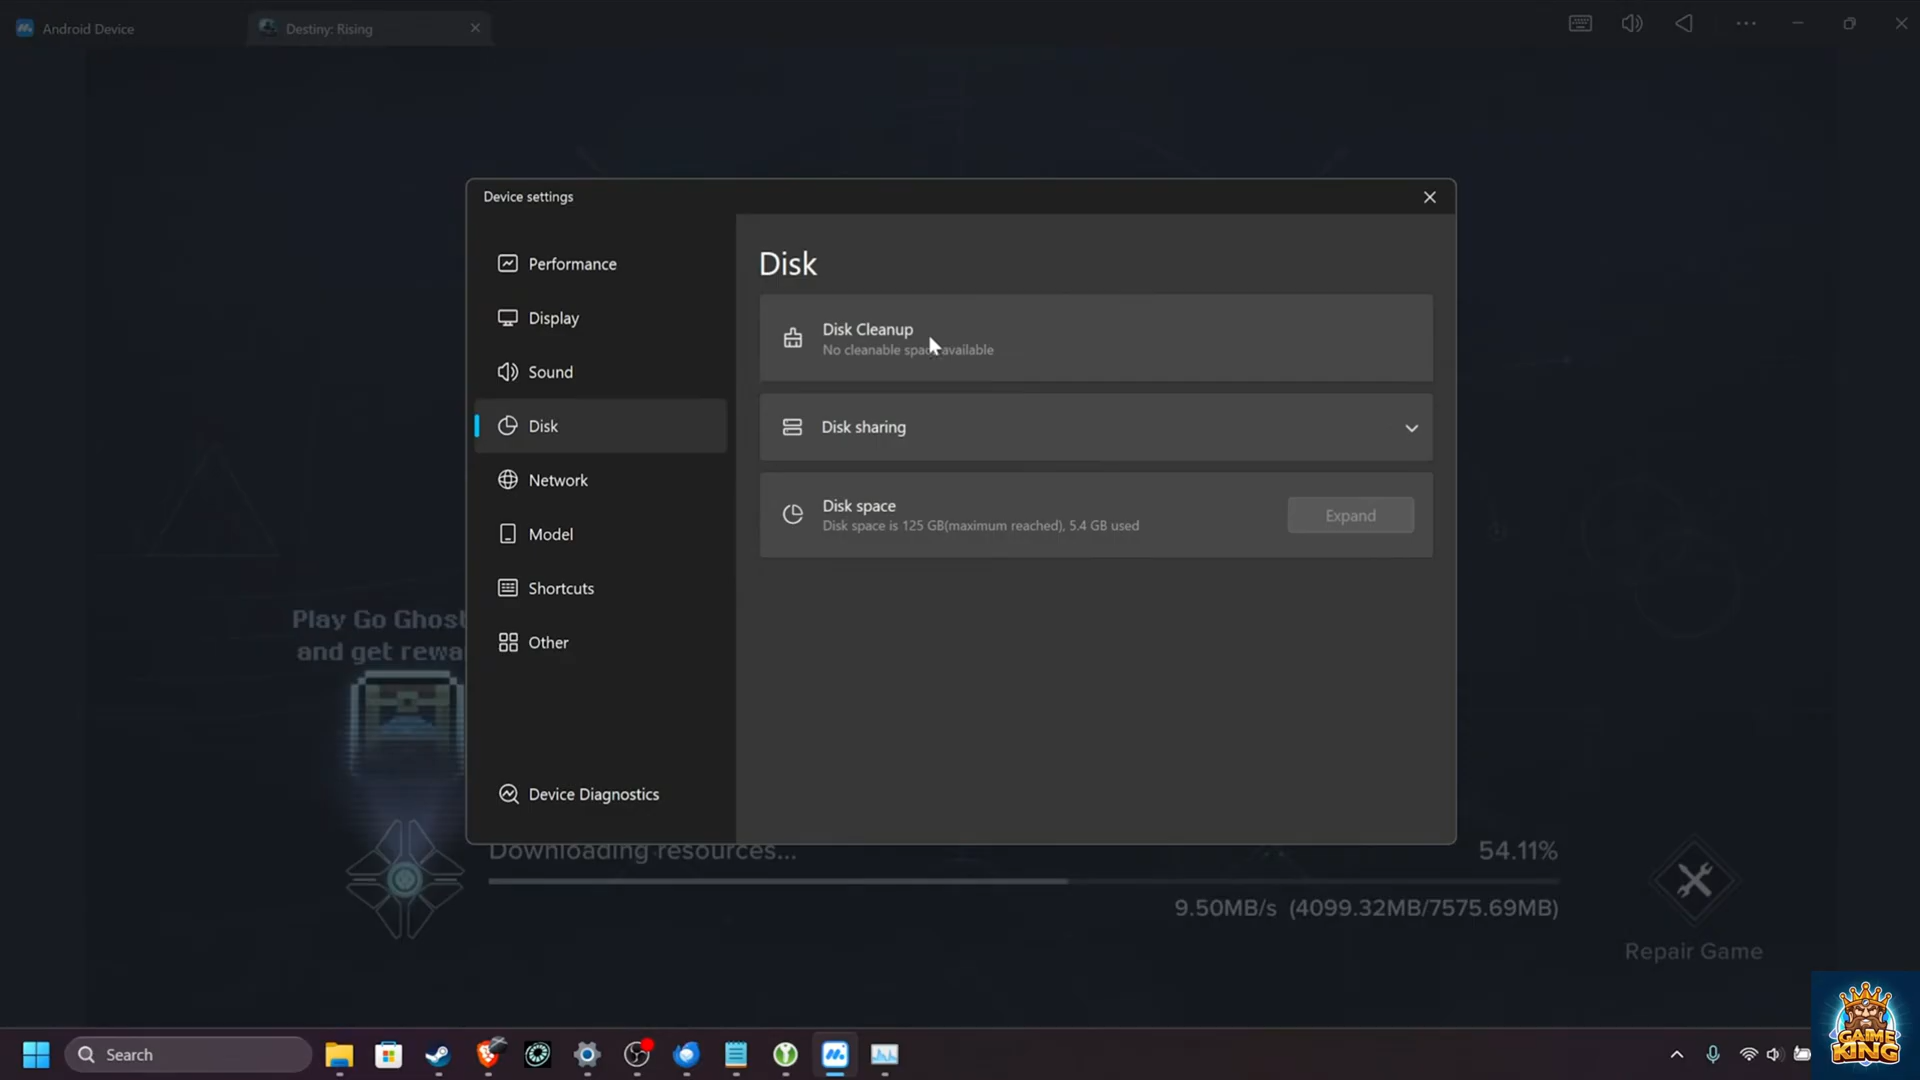 Android Device
Destiny: Rising
Device settings
Performance
Display
Sound
Disk
Network
Model
Shortcuts
Other
Device Diagnostics
Disk
Disk Cleanup
No cleanable space available
Disk sharing
Disk space
Disk space is 125 GB(maximum reached), 5.4 GB used
Expand
Play Go Ghost
and get rewa
Downloading resources...
54.11%
9.50MB/s (4099.32MB/7575.69MB)
Repair Game
Search
GAME
KING